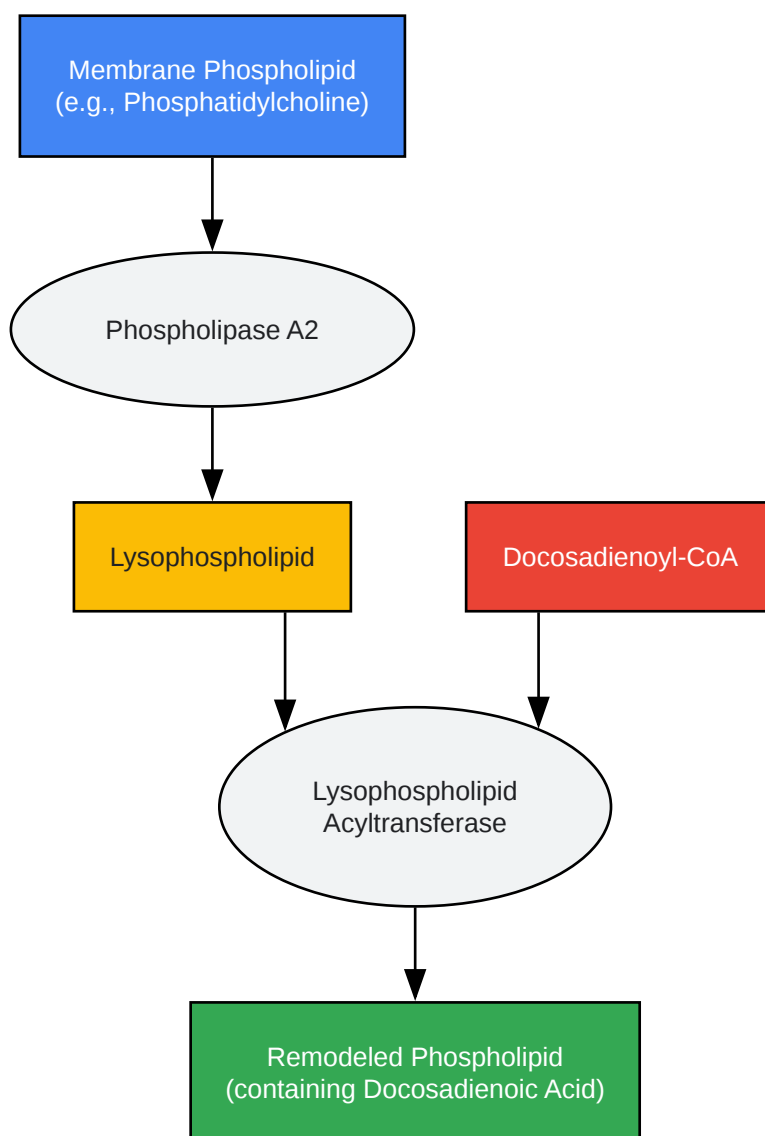 Membrane Phospholipid
(e.g., Phosphatidylcholine)
Phospholipase A2
Lysophospholipid
Docosadienoyl-CoA
Lysophospholipid
Acyltransferase
Remodeled Phospholipid
(containing Docosadienoic Acid)